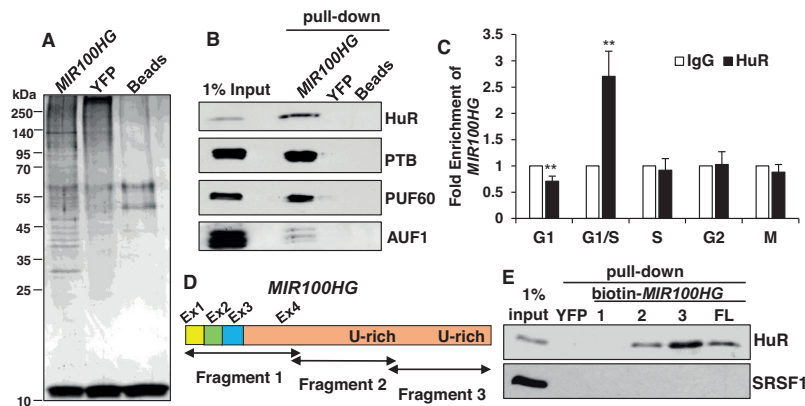 A
MIR100HG
YFP
Beads
kDa
250
140
95
70
55
45
35
25
10
B
pull-down
1% Input
MIR100HG
YFP
Beads
HuR
PTB
PUF60
AUF1
C
Fold Enrichment of
MIR100HG
3.5
3
2.5
2
1.5
1
0.5
0
IgG
HuR
**
**
G1
G1/S
S
G2
M
D
MIR100HG
Ex1
Ex2
Ex3
Ex4
U-rich
U-rich
Fragment 1
Fragment 2
Fragment 3
E
pull-down
1%
input
biotin-MIR100HG
YFP
1
2
3
FL
HuR
SRSF1